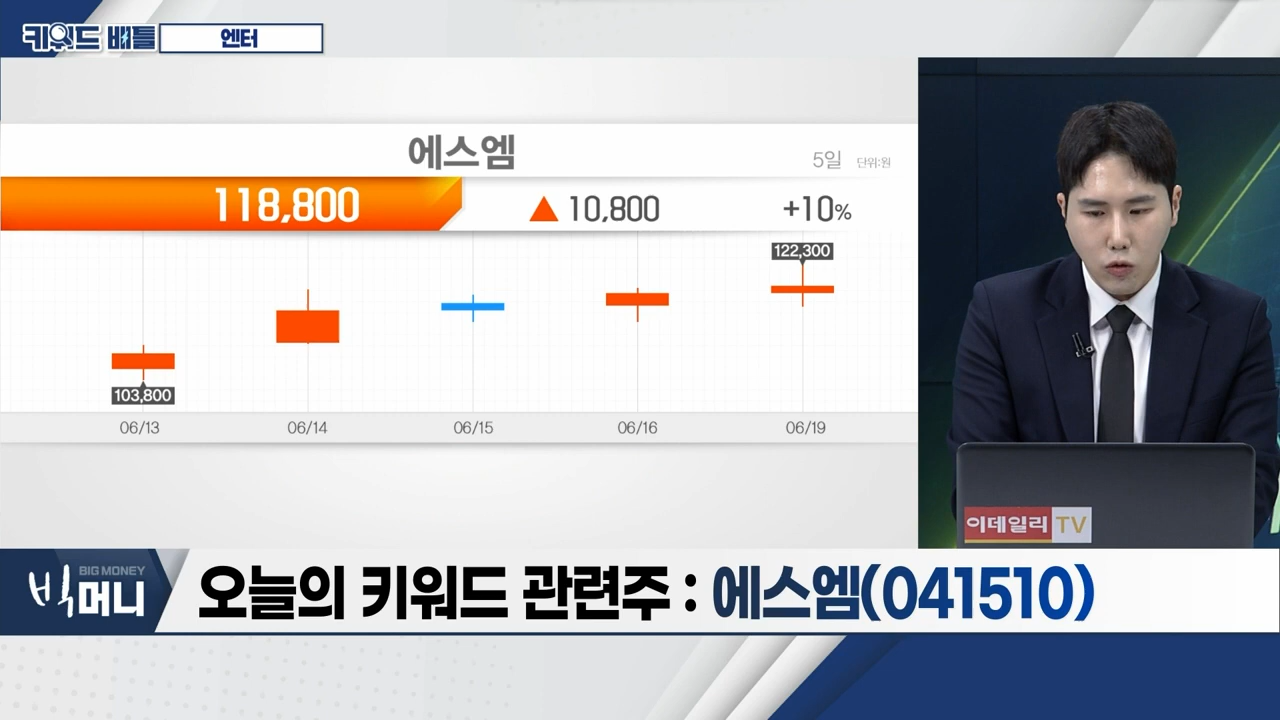 키워드 배틀
엔터
에스엠
5일 단위:원
118,800
▲ 10,800
+10%
122,300
103,800
06/13 06/14 06/15 06/16 06/19
이데일리TV
BIG MONEY
빅머니
오늘의 키워드 관련주 : 에스엠(041510)